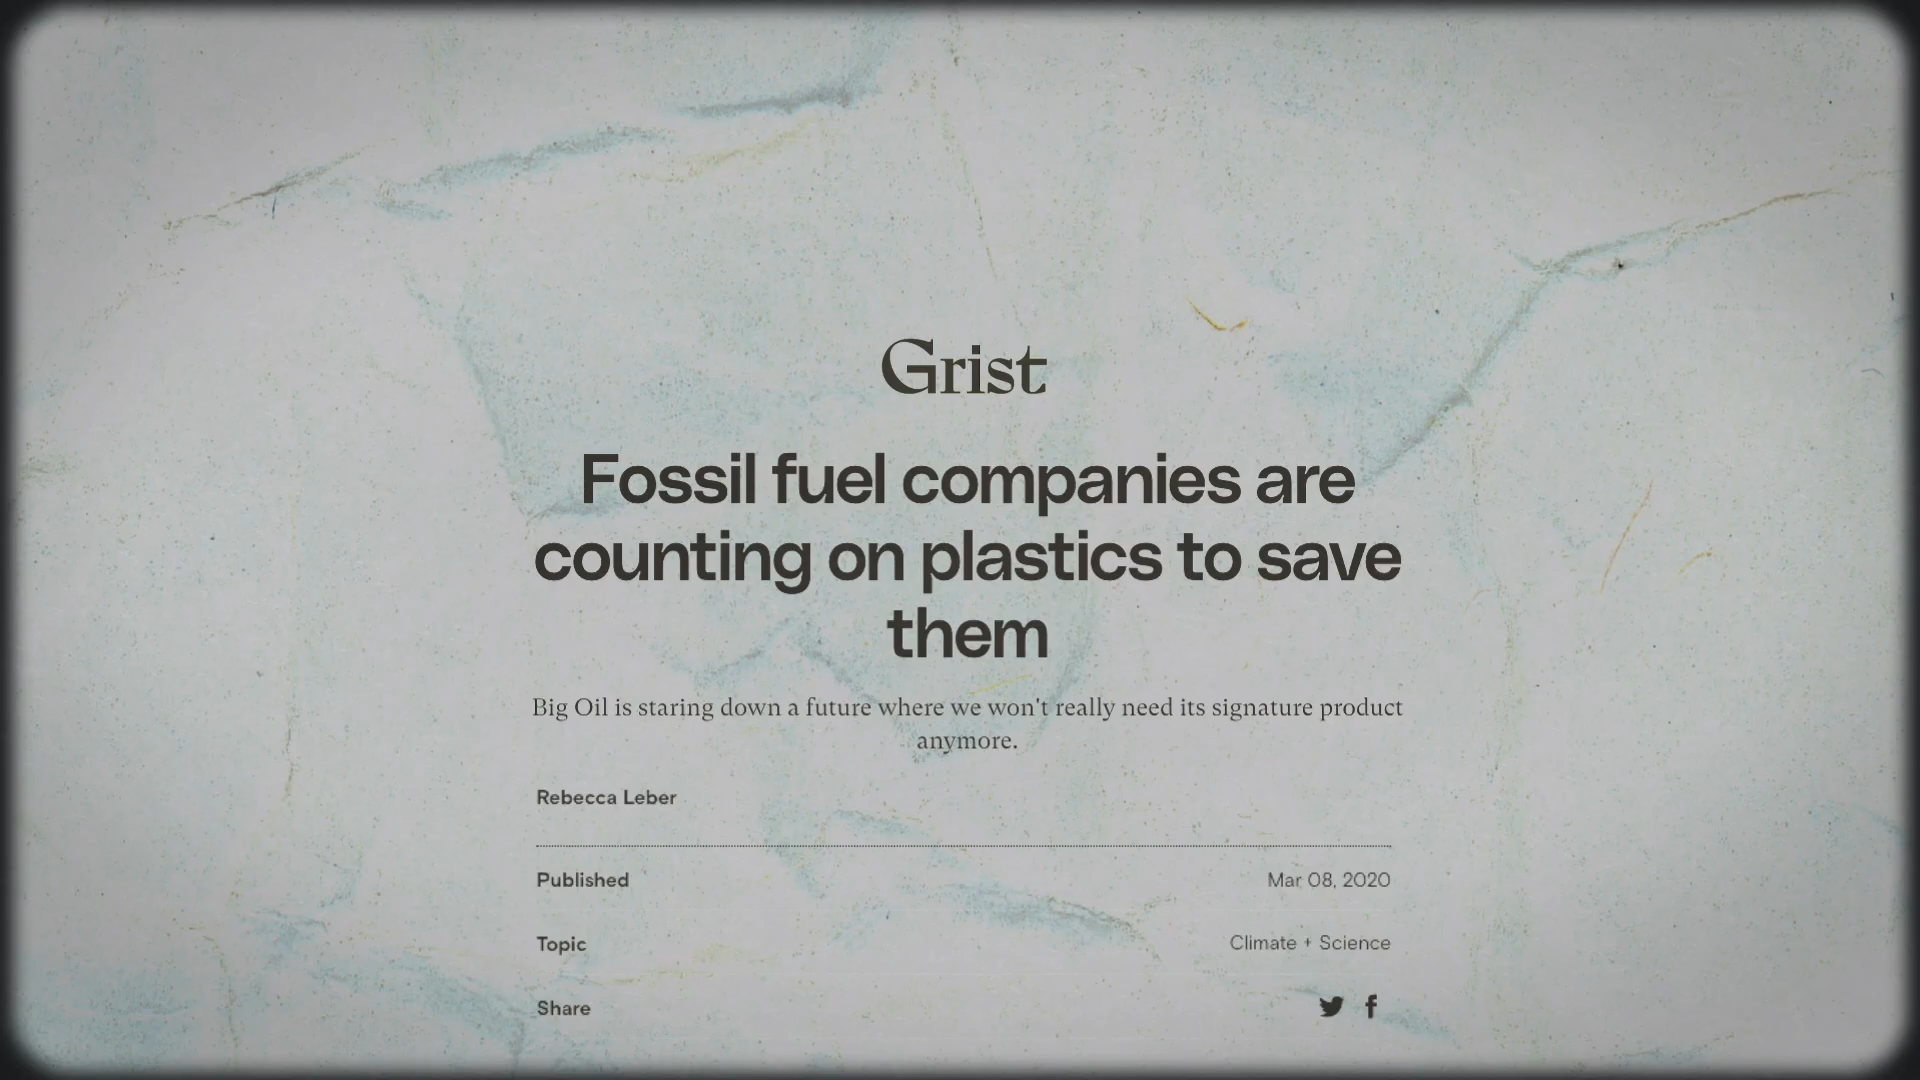 Grist
Fossil fuel companies are
counting on plastics to save
them
Big Oil is staring down a future where we won't really need its signature product
anymore.
Rebecca Leber
Published Mar 08, 2020
Topic Climate + Science
Share